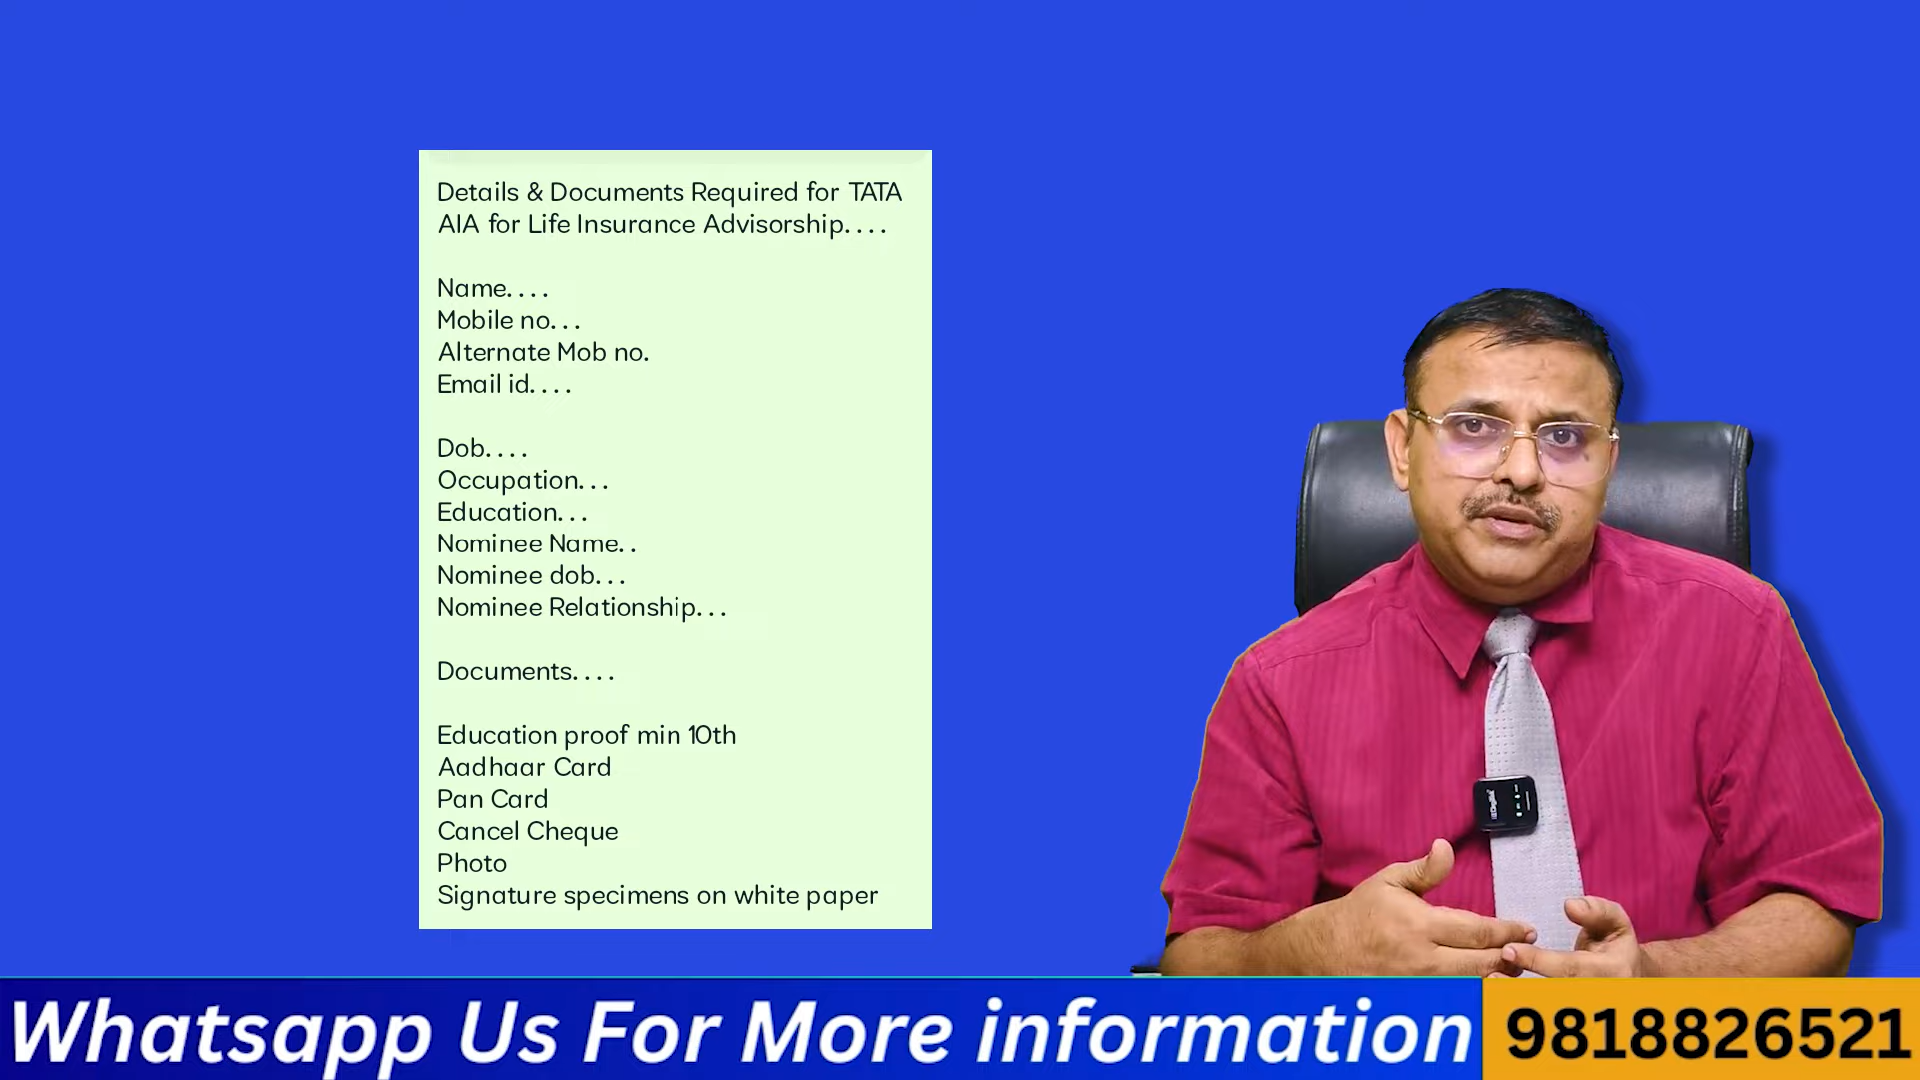 Details & Documents Required for TATA
AIA for Life Insurance Advisorship....
Name....
Mobile no...
Alternate Mob no.
Email id....
Dob....
Occupation...
Education...
Nominee Name..
Nominee dob...
Nominee Relationship...
Documents....
Education proof min 10th
Aadhaar Card
Pan Card
Cancel Cheque
Photo
Signature specimens on white paper
Whatsapp Us For More information
9818826521